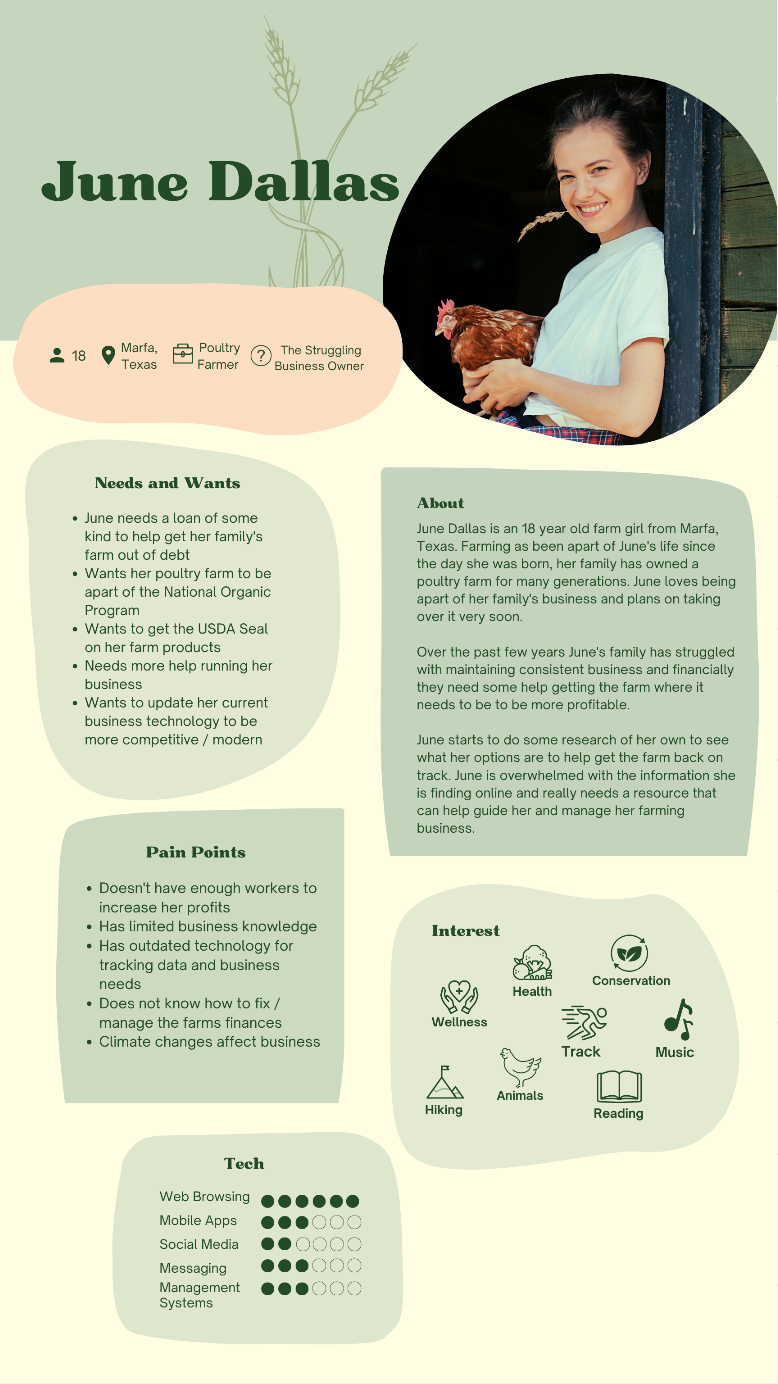 June Dallas
18
Marfa,
Texas
Poultry
Farmer
?
The Struggling
Business Owner
Needs and Wants
• June needs a loan of some
kind to help get her family's
farm out of debt
• Wants her poultry farm to be
apart of the National Organic
Program
• Wants to get the USDA Seal
on her farm products
• Needs more help running her
business
• Wants to update her current
business technology to be
more competitive / modern
About
June Dallas is an 18 year old farm girl from Marfa,
Texas. Farming as been apart of June's life since
the day she was born, her family has owned a
poultry farm for many generations. June loves being
apart of her family's business and plans on taking
over it very soon.
Over the past few years June's family has struggled
with maintaining consistent business and financially
they need some help getting the farm where it
needs to be to be more profitable.
June starts to do some research of her own to see
what her options are to help get the farm back on
track. June is overwhelmed with the information she
is finding online and really needs a resource that
can help guide her and manage her farming
business.
Pain Points
• Doesn't have enough workers to
increase her profits
• Has limited business knowledge
• Has outdated technology for
tracking data and business
needs
• Does not know how to fix /
manage the farms finances
• Climate changes affect business
Interest
Conservation
Health
Wellness
Track
Music
Animals
Hiking
Reading
Tech
Web Browsing
Mobile Apps
Social Media
Messaging
Management
Systems